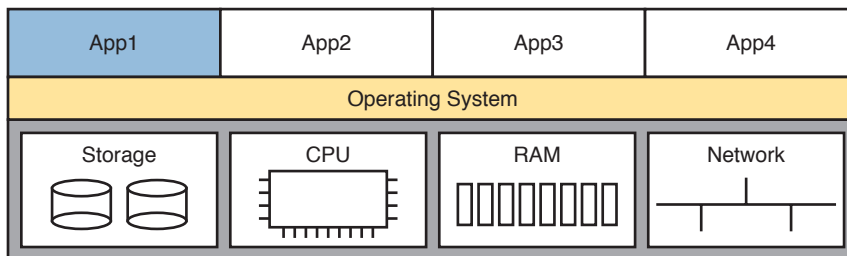 App1 App2 App3 App4
Operating System
Storage CPU RAM Network